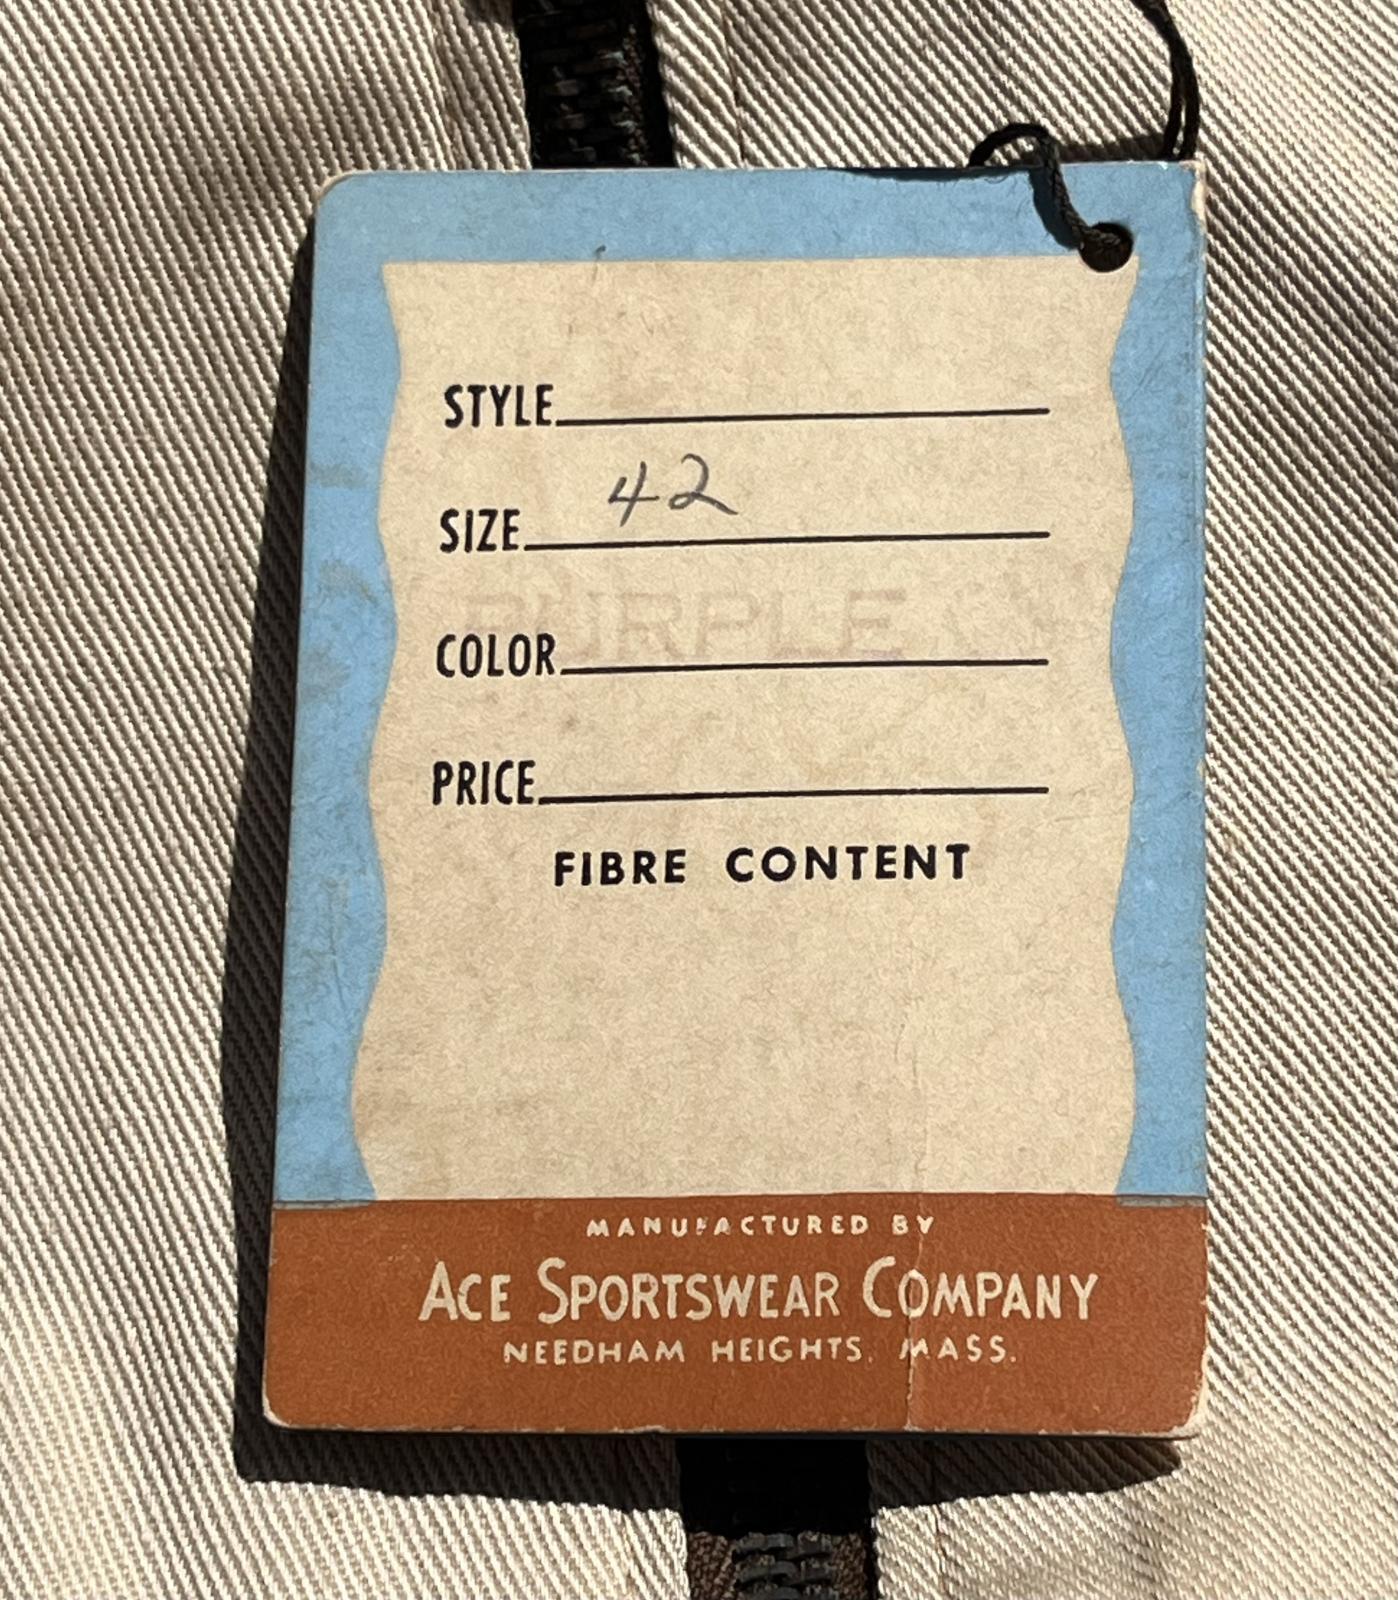 STYLE
42
SIZE
PURPLE
COLOR
PRICE
FIBRE CONTENT
MANUFACTURED BY
ACE SPORTSWEAR COMPANY
NEEDHAM HEIGHTS, MASS.